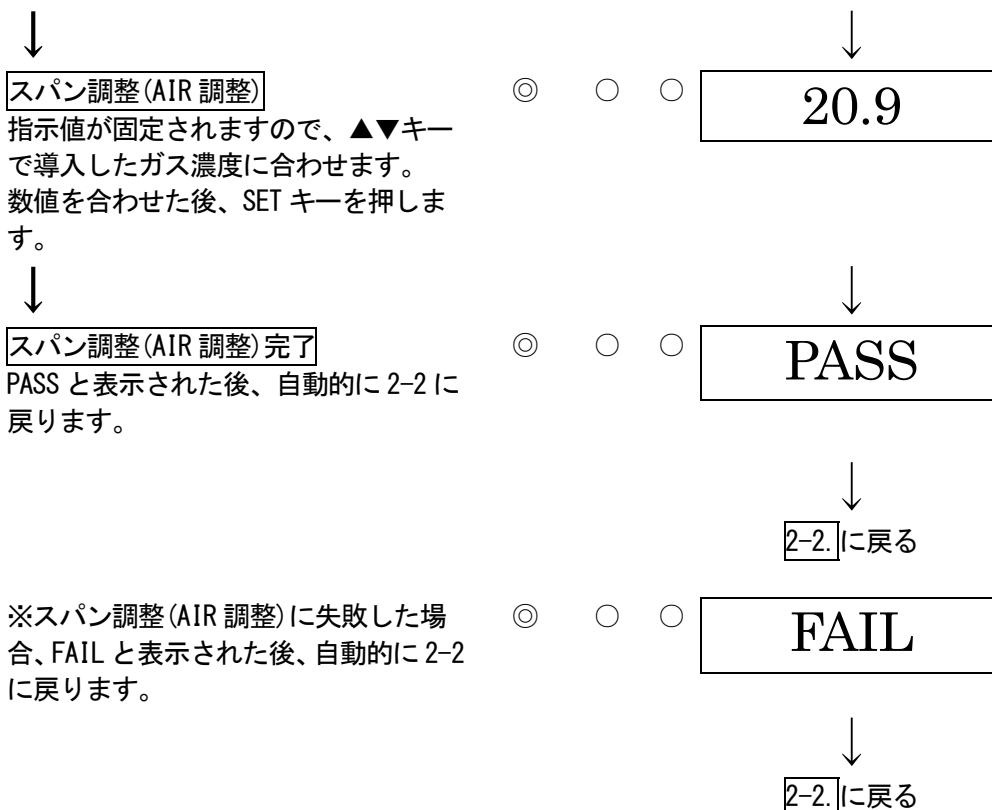 ↓ ↓
スパン調整(AIR 調整) ◎ ○ ○ 20.9
指示値が固定されますので、▲▼キー
で導入したガス濃度に合わせます。
数値を合わせた後、SET キーを押しま
す。
↓ ↓
スパン調整(AIR 調整)完了 ◎ ○ ○ PASS
PASS と表示された後、自動的に 2-2 に
戻ります。
↓
2-2.に戻る
※スパン調整(AIR 調整)に失敗した場 ◎ ○ ○ FAIL
合、FAIL と表示された後、自動的に 2-2
に戻ります。
↓
2-2.に戻る